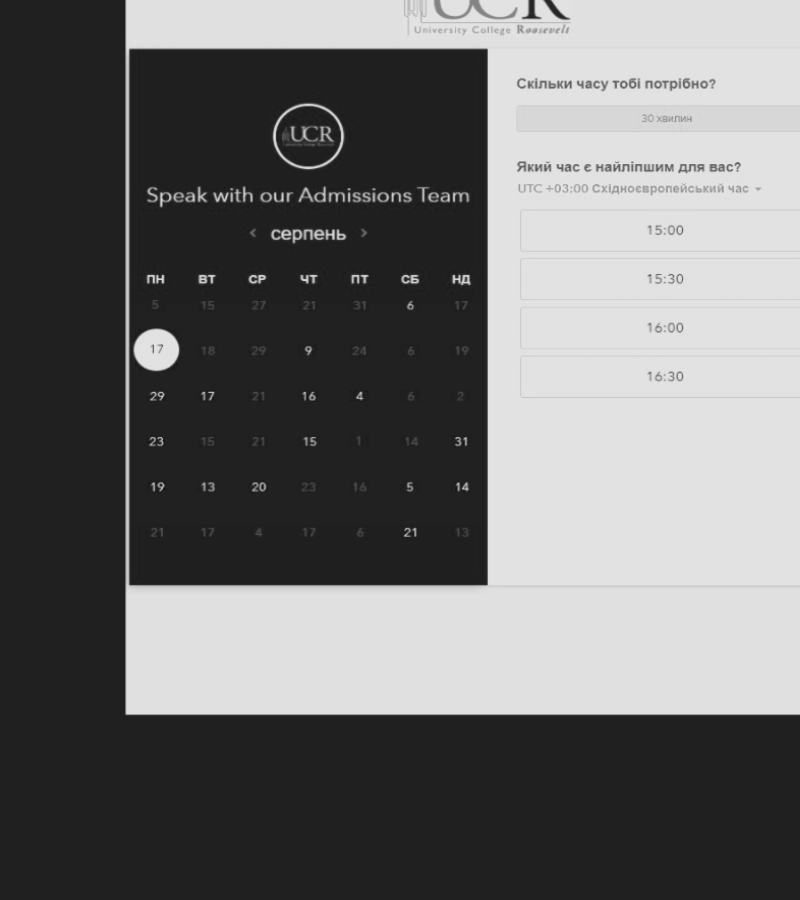 UCR
University College Roosevelt
UCR
Speak with our Admissions Team
< серпень >
ПН ВТ СР ЧТ ПТ СБ НД
5 15 27 21 31 6 17
17 18 29 9 24 6 19
29 17 21 16 4 6 2
23 15 21 15 1 14 31
19 13 20 23 16 5 14
21 17 4 17 6 21 13
Скільки часу тобі потрібно?
30 хвилин
Який час є найліпшим для вас?
UTC +03:00 Східноєвропейський час
15:00
15:30
16:00
16:30